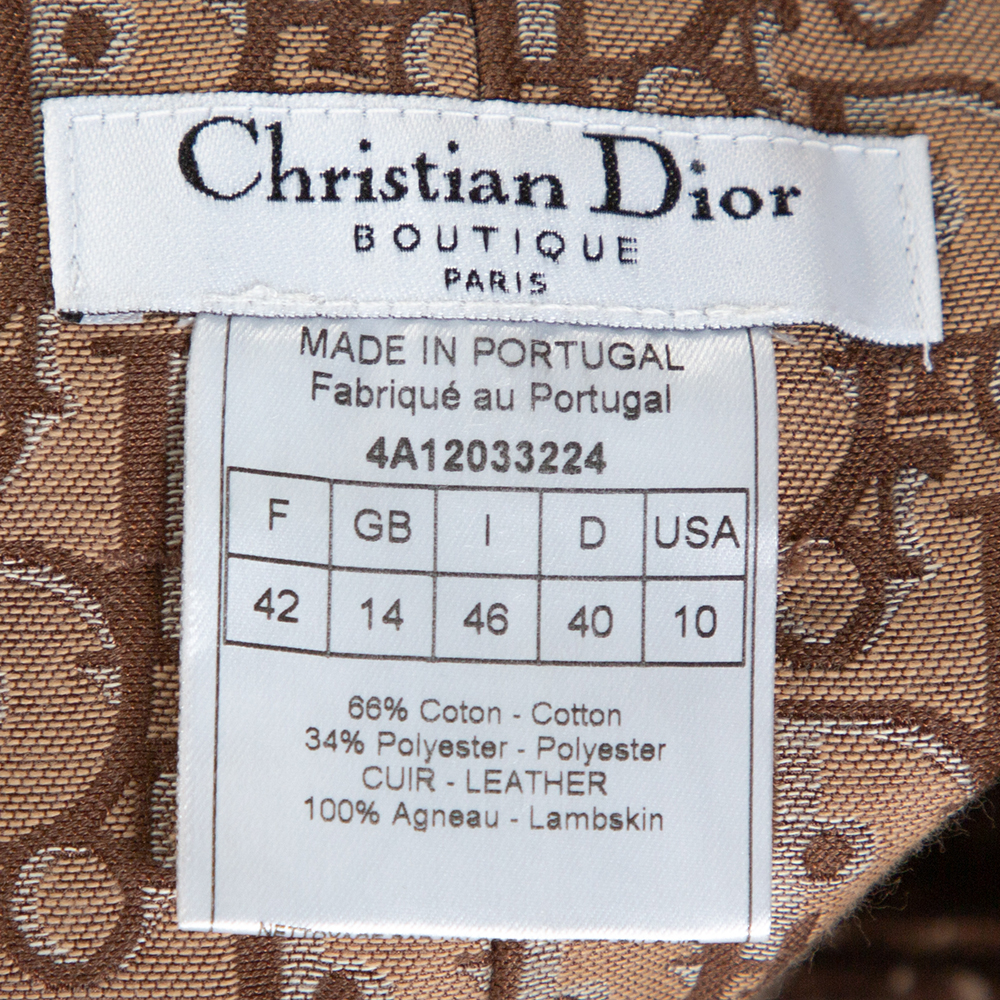 Christian Dior
BOUTIQUE
PARIS
MADE IN PORTUGAL
Fabriqué au Portugal
4A12033224
F GB I D USA
42 14 46 40 10
66% Coton - Cotton
34% Polyester - Polyester
CUIR - LEATHER
100% Agneau - Lambskin
NETTOYAGE